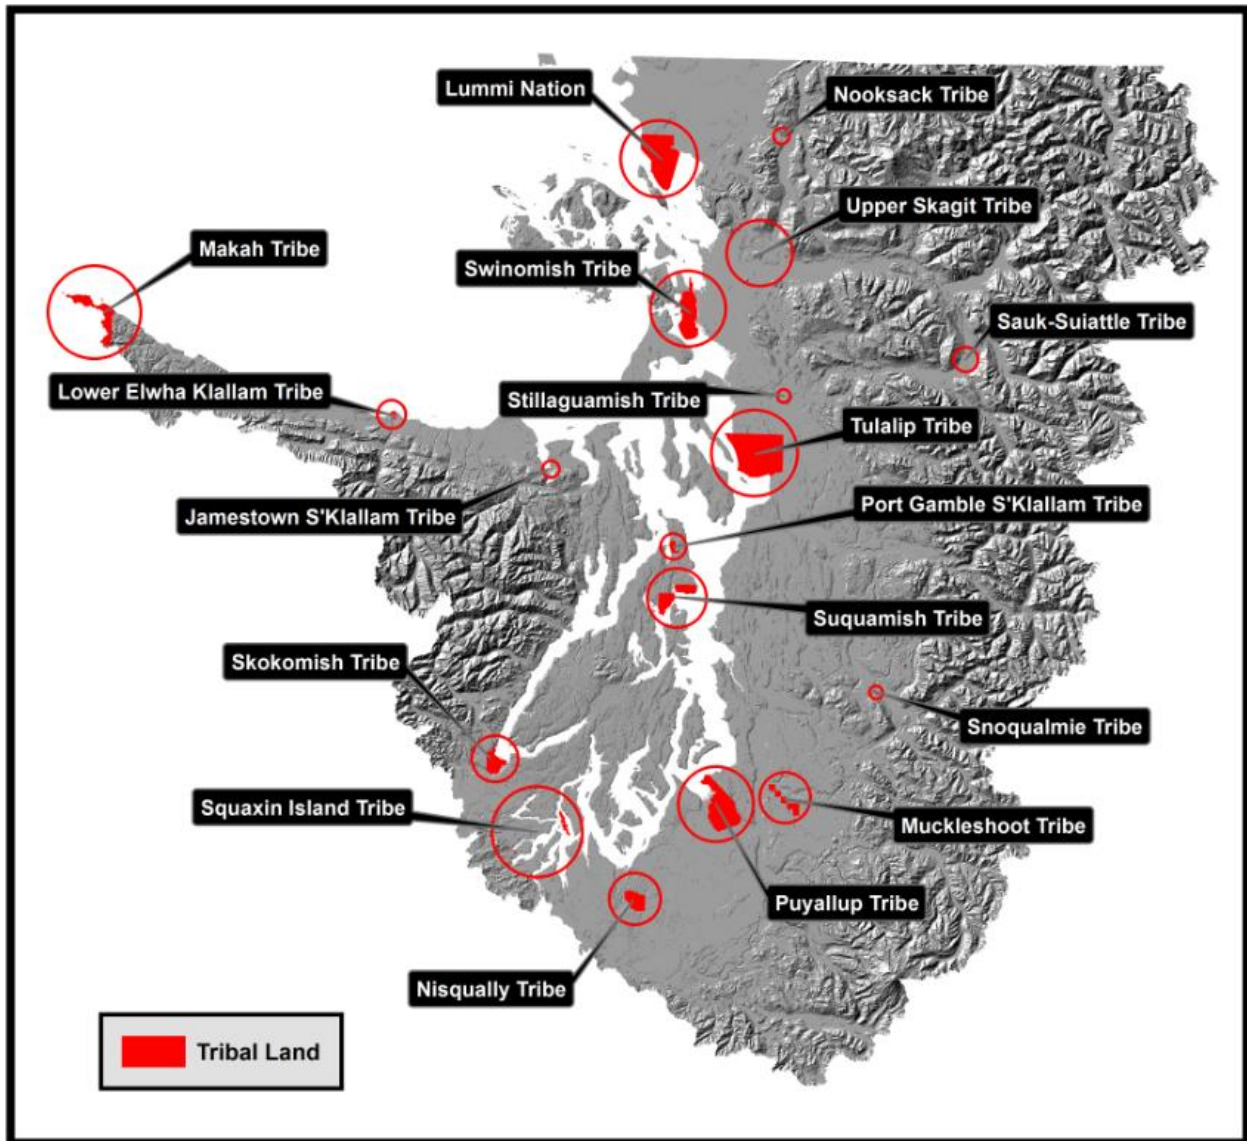 Lummi Nation
Nooksack Tribe
Upper Skagit Tribe
Makah Tribe
Swinomish Tribe
Sauk-Suiattle Tribe
Lower Elwha Klallam Tribe
Stillaguamish Tribe
Tulalip Tribe
Port Gamble S'Klallam Tribe
Jamestown S'Klallam Tribe
Suquamish Tribe
Skokomish Tribe
Snoqualmie Tribe
Squaxin Island Tribe
Muckleshoot Tribe
Puyallup Tribe
Nisqually Tribe
Tribal Land